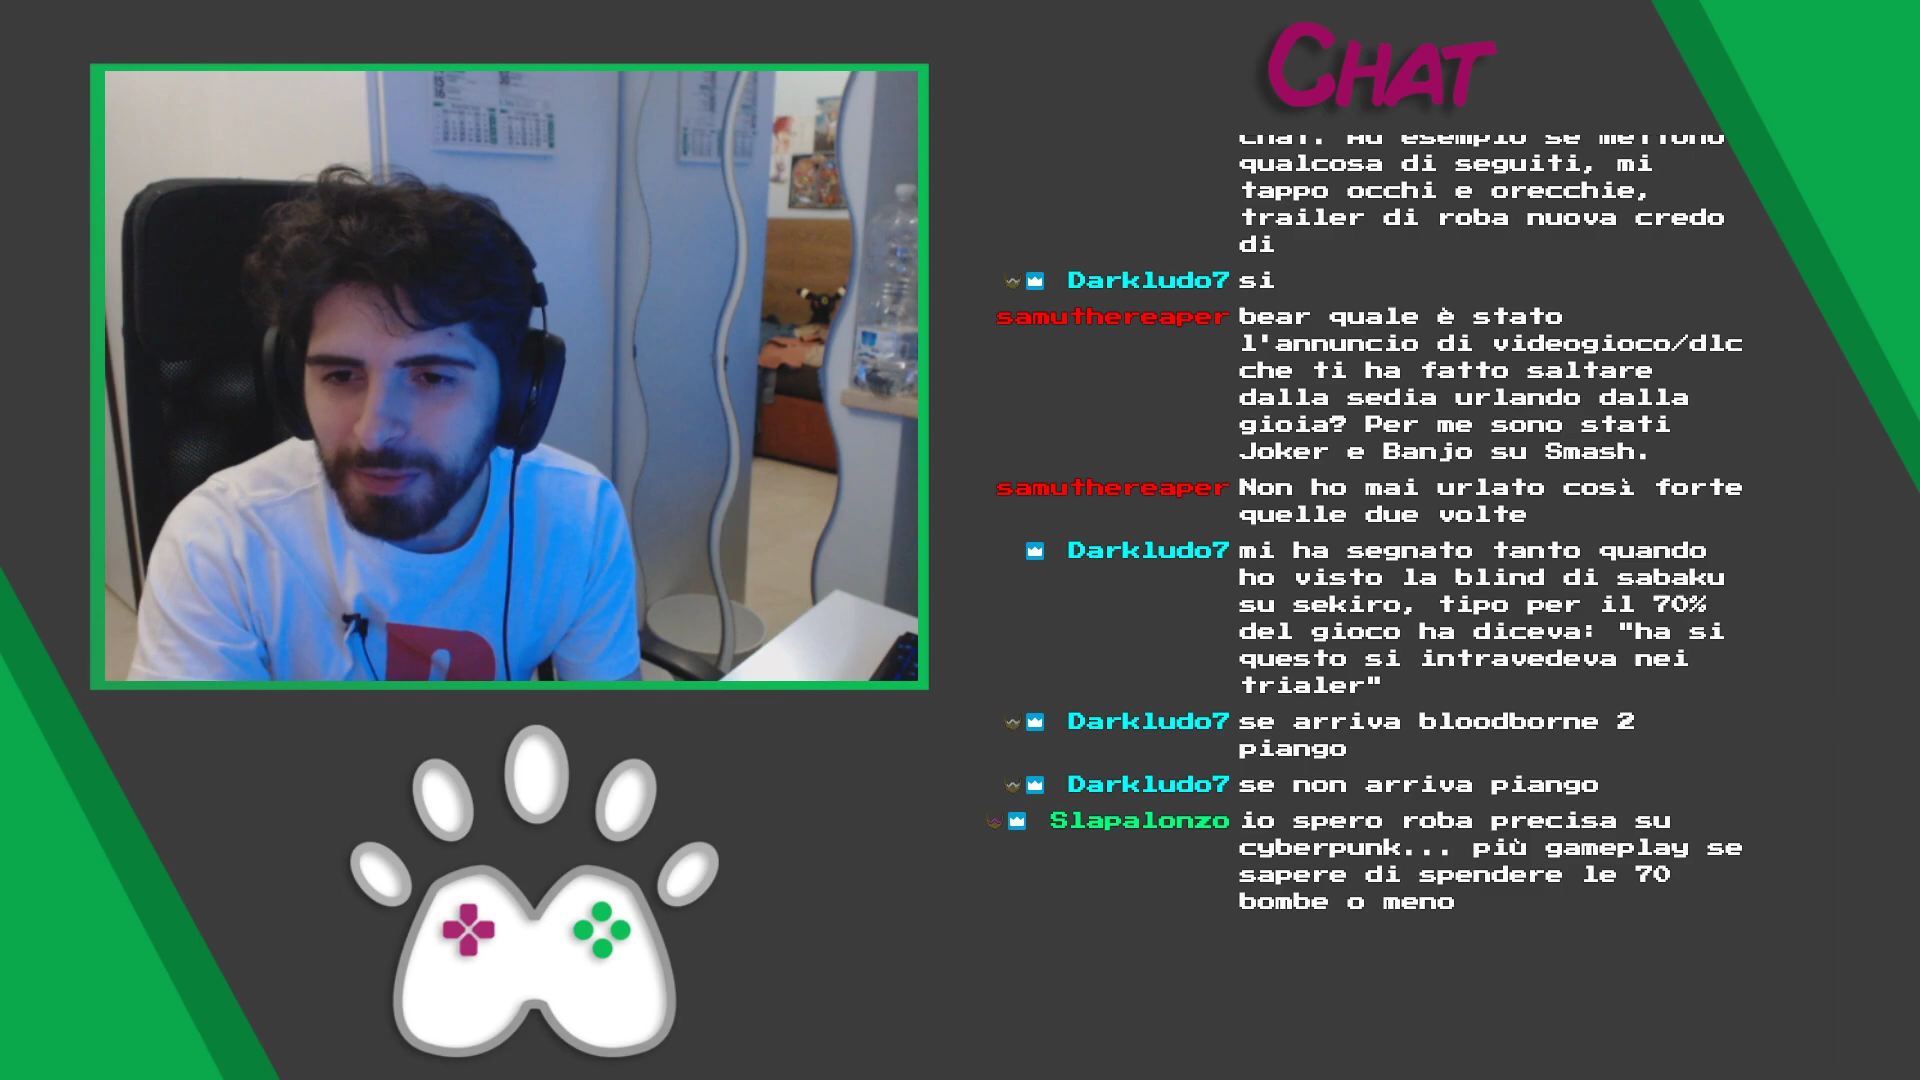 CHAT
chat. Ad esempio se mettono
qualcosa di seguiti, mi
tappo occhi e orecchie,
trailer di roba nuova credo
di
Darkludo7 si
samuthereaper bear quale è stato
l'annuncio di videogioco/dlc
che ti ha fatto saltare
dalla sedia urlando dalla
gioia? Per me sono stati
Joker e Banjo su Smash.
samuthereaper Non ho mai urlato così forte
quelle due volte
Darkludo7 mi ha segnato tanto quando
ho visto la blind di sabaku
su sekiro, tipo per il 70%
del gioco ha diceva: "ha si
questo si intravedeva nei
trialer"
Darkludo7 se arriva bloodborne 2
piango
Darkludo7 se non arriva piango
Slapalonzo io spero roba precisa su
cyberpunk... più gameplay se
sapere di spendere le 70
bombe o meno